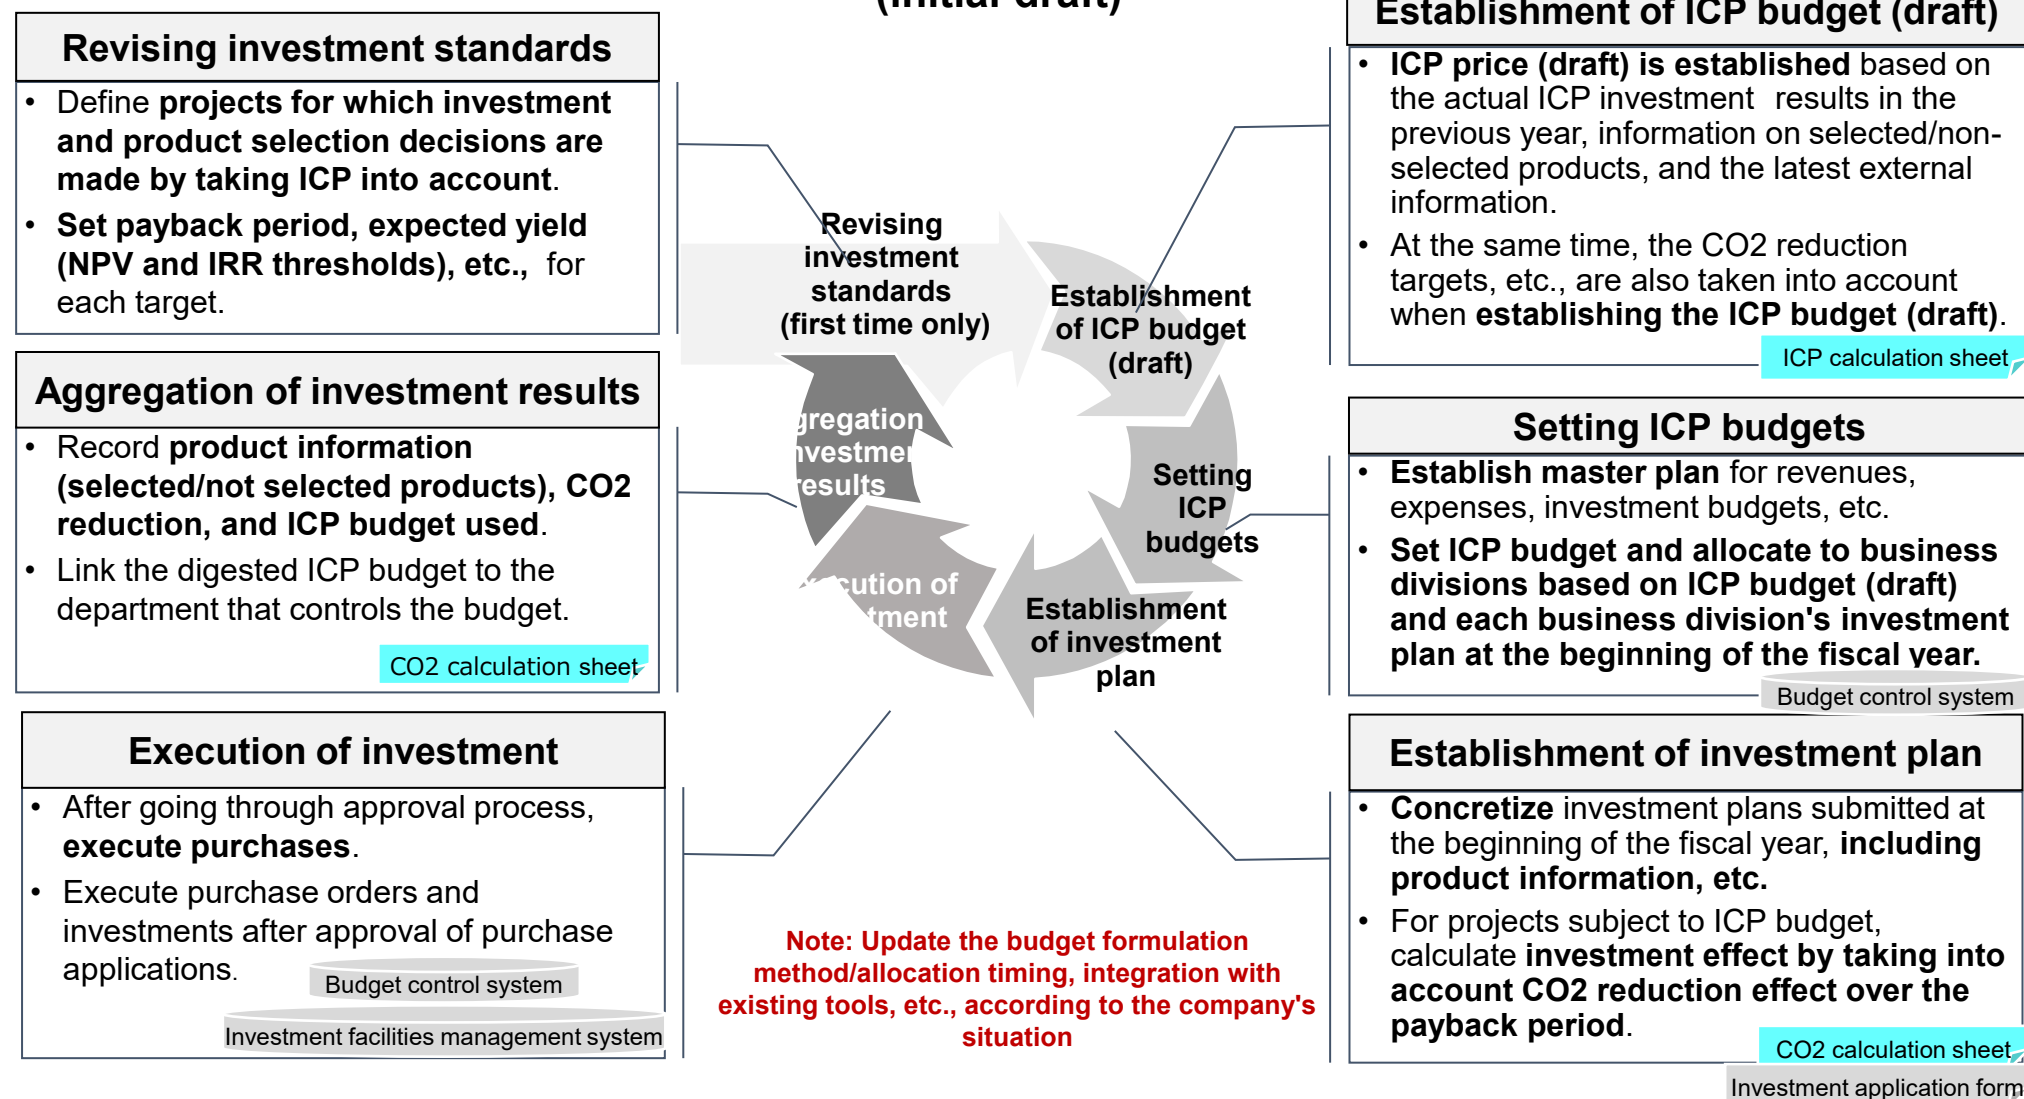 (initial draft)
Revising investment standards
• Define projects for which investment
and product selection decisions are
made by taking ICP into account.
• Set payback period, expected yield
(NPV and IRR thresholds), etc., for
each target.
Aggregation of investment results
• Record product information
(selected/not selected products), CO2
reduction, and ICP budget used.
• Link the digested ICP budget to the
department that controls the budget.
CO2 calculation sheet
Execution of investment
• After going through approval process,
execute purchases.
• Execute purchase orders and
investments after approval of purchase
applications.
Budget control system
Investment facilities management system
Revising
investment
standards
(first time only)
Establishment
of ICP budget
(draft)
Setting
ICP
budgets
Establishment
of investment
plan
Execution of
results
Note: Update the budget formulation
method/allocation timing, integration with
existing tools, etc., according to the company's
situation
Establishment of ICP budget (draft)
• ICP price (draft) is established based on
the actual ICP investment results in the
previous year, information on selected/non-
selected products, and the latest external
information.
• At the same time, the CO2 reduction
targets, etc., are also taken into account
when establishing the ICP budget (draft).
ICP calculation sheet
Setting ICP budgets
• Establish master plan for revenues,
expenses, investment budgets, etc.
• Set ICP budget and allocate to business
divisions based on ICP budget (draft)
and each business division's investment
plan at the beginning of the fiscal year.
Budget control system
Establishment of investment plan
• Concretize investment plans submitted at
the beginning of the fiscal year, including
product information, etc.
• For projects subject to ICP budget,
calculate investment effect by taking into
account CO2 reduction effect over the
payback period.
CO2 calculation sheet
Investment application form